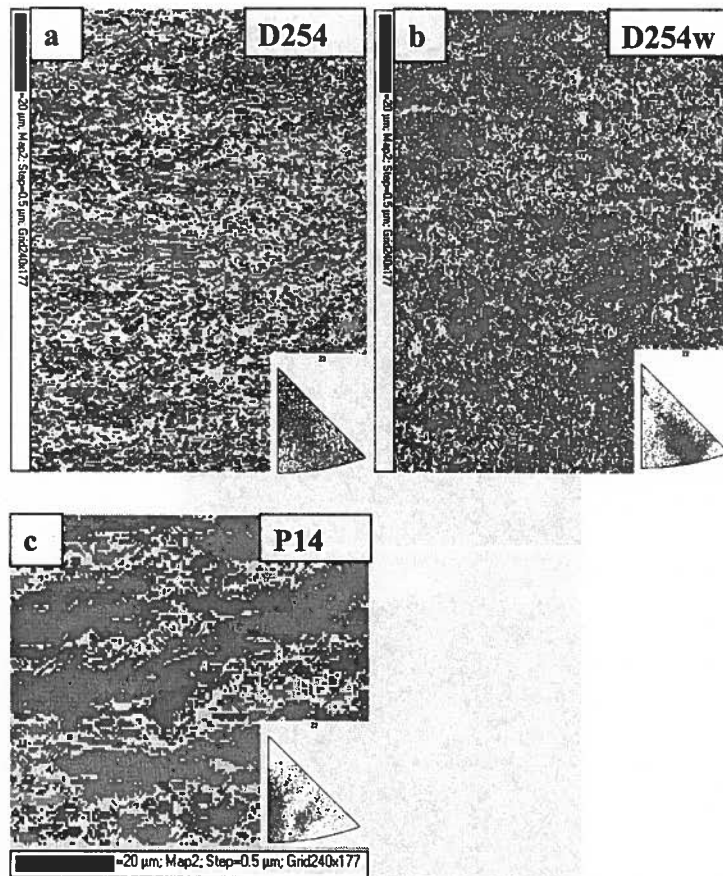 a
D254
=20 µm; Map2; Step=0.5 µm; Grid240x177
b
D254w
=20 µm; Map2; Step=0.5 µm; Grid240x177
c
P14
=20 µm; Map2; Step=0.5 µm; Grid240x177